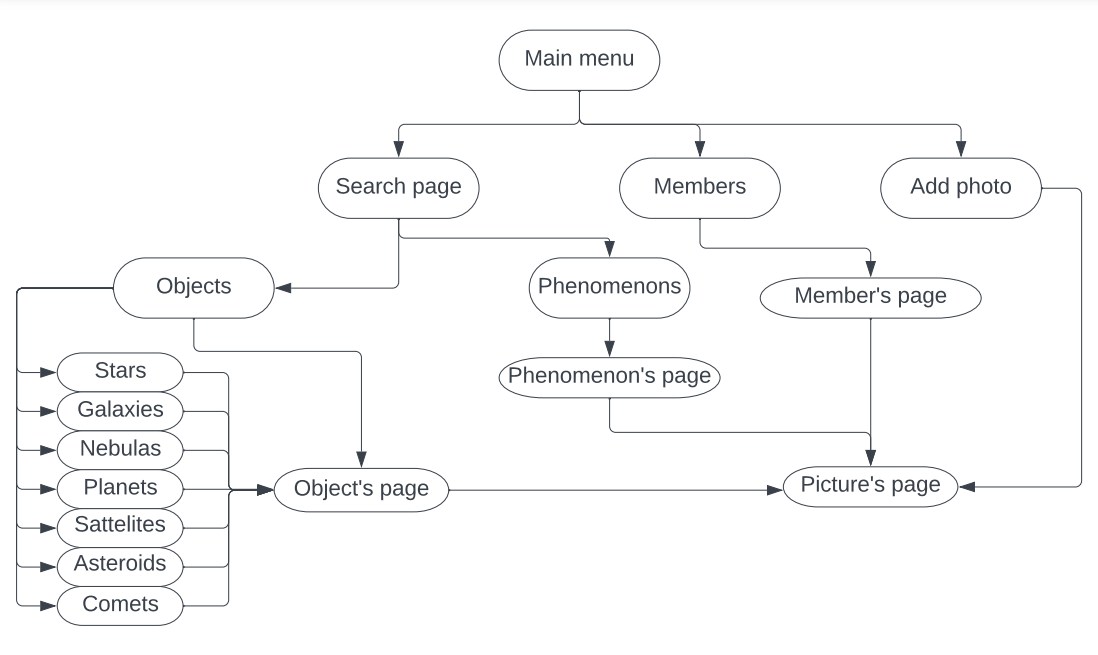 Main menu
Search page
Members
Add photo
Objects
Phenomenons
Member's page
Stars
Phenomenon's page
Galaxies
Nebulas
Planets
Object's page
Picture's page
Sattelites
Asteroids
Comets